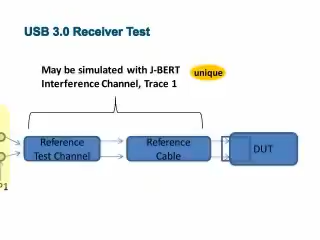 USB 3.0 Receiver Test
May be simulated with J-BERT
Interference Channel, Trace 1
unique
Reference
Test Channel
Reference
Cable
DUT